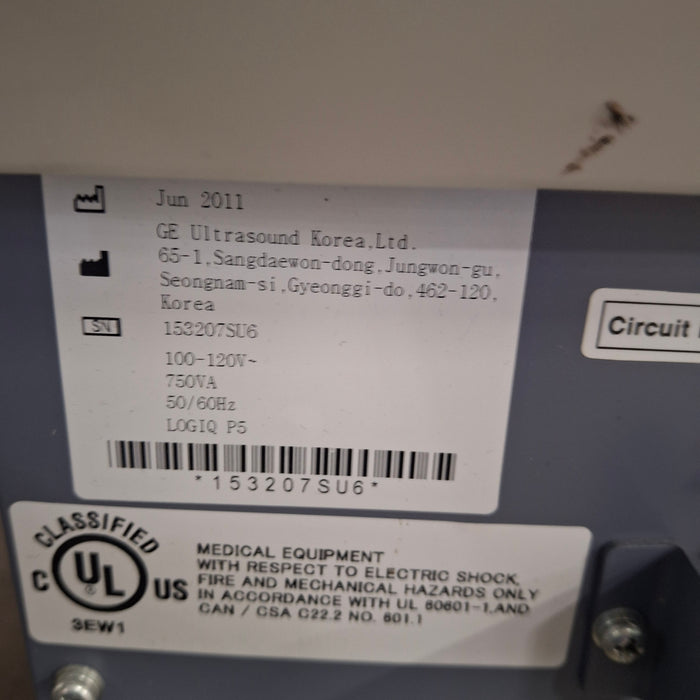 Jun 2011
GE Ultrasound Korea,Ltd.
65-1,Sangdaewon-dong,Jungwon-gu,
Seongnam-si,Gyeonggi-do,462-120,
Korea
SN
153207SU6
100-120V~
750VA
50/60Hz
LOGIQ P5
*153207SU6*
Circuit
CLASSIFIED
C UL US
®
3EW1
MEDICAL EQUIPMENT
WITH RESPECT TO ELECTRIC SHOCK,
FIRE AND MECHANICAL HAZARDS ONLY
IN ACCORDANCE WITH UL 60601-1,AND
CAN / CSA C22.2 NO. 601.1